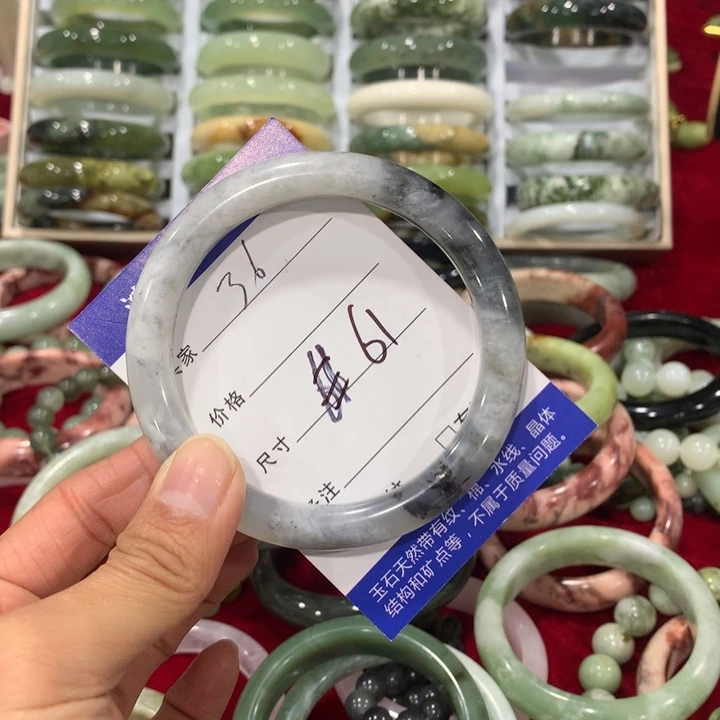 家 36
价格
尺寸 #61
注
玉石天然带有纹、棉、水线、晶体
结构和矿点等，不属于质量问题。